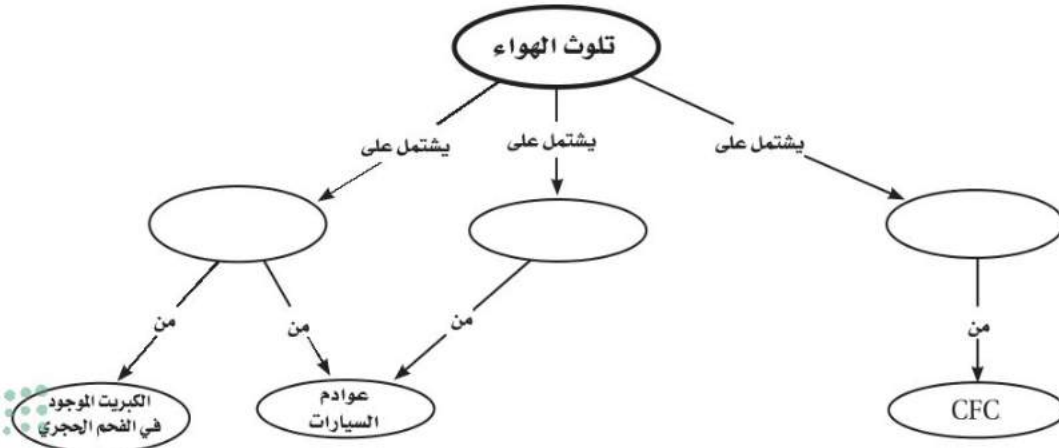 تلوث الهواء
يشتمل على
يشتمل على
يشتمل على
من
من
من
من
CFC
عوادم
السيارات
الكبريت الموجود
في الفحم الحجري